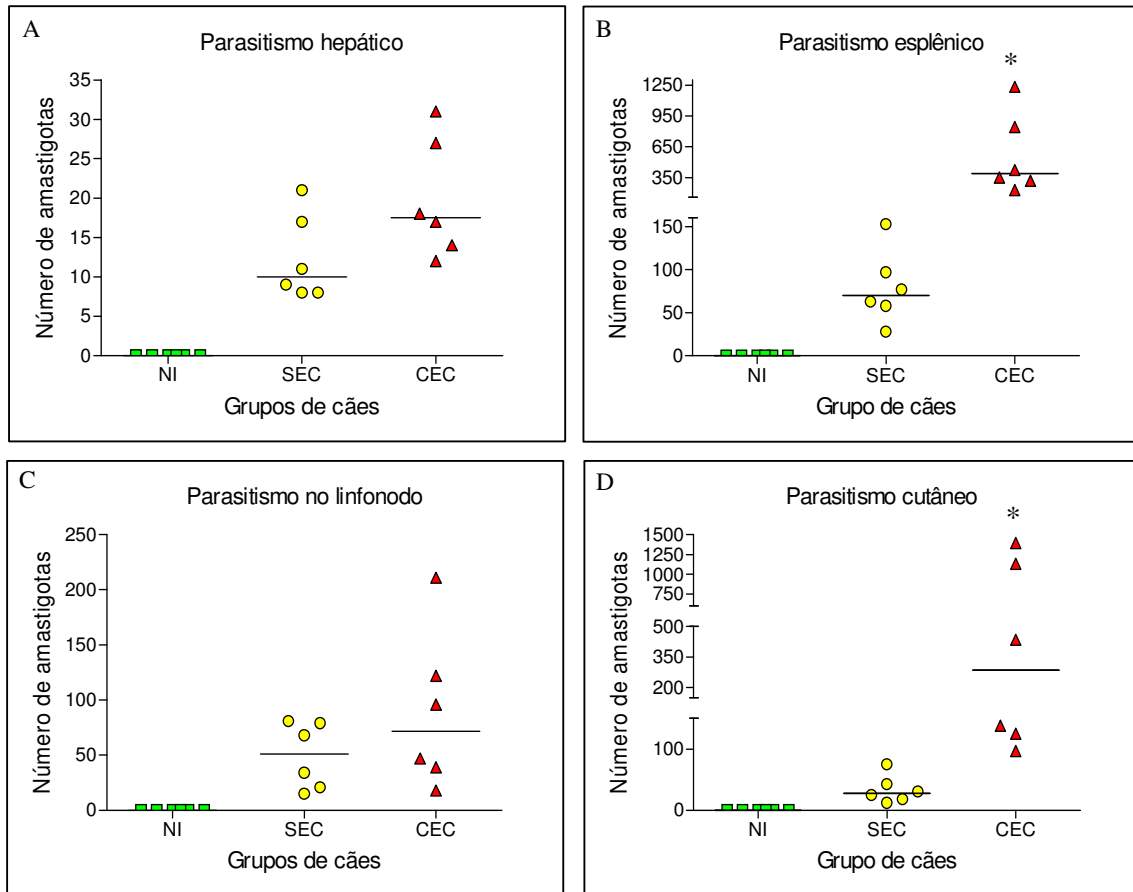 A
Parasitismo hepático
Número de amastigotas
35
30
25
20
15
10
5
0
NI SEC CEC
Grupos de cães
B
Parasitismo esplênico
*
Número de amastigotas
1250
950
650
350
150
100
50
0
NI SEC CEC
Grupo de cães
C
Parasitismo no linfonodo
Número de amastigotas
250
200
150
100
50
0
NI SEC CEC
Grupos de cães
D
Parasitismo cutâneo
*
Número de amastigotas
1500
1250
1000
750
500
350
200
100
0
NI SEC CEC
Grupo de cães